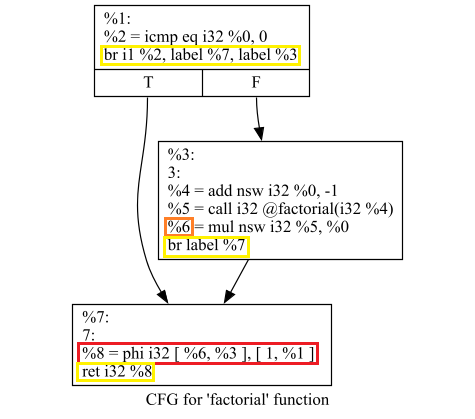 %1:
%2 = icmp eq i32 %0, 0
br i1 %2, label %7, label %3
T F
%3:
3:
%4 = add nsw i32 %0, -1
%5 = call i32 @factorial(i32 %4)
%6 = mul nsw i32 %5, %0
br label %7
%7:
7:
%8 = phi i32 [ %6, %3 ], [ 1, %1 ]
ret i32 %8
CFG for 'factorial' function